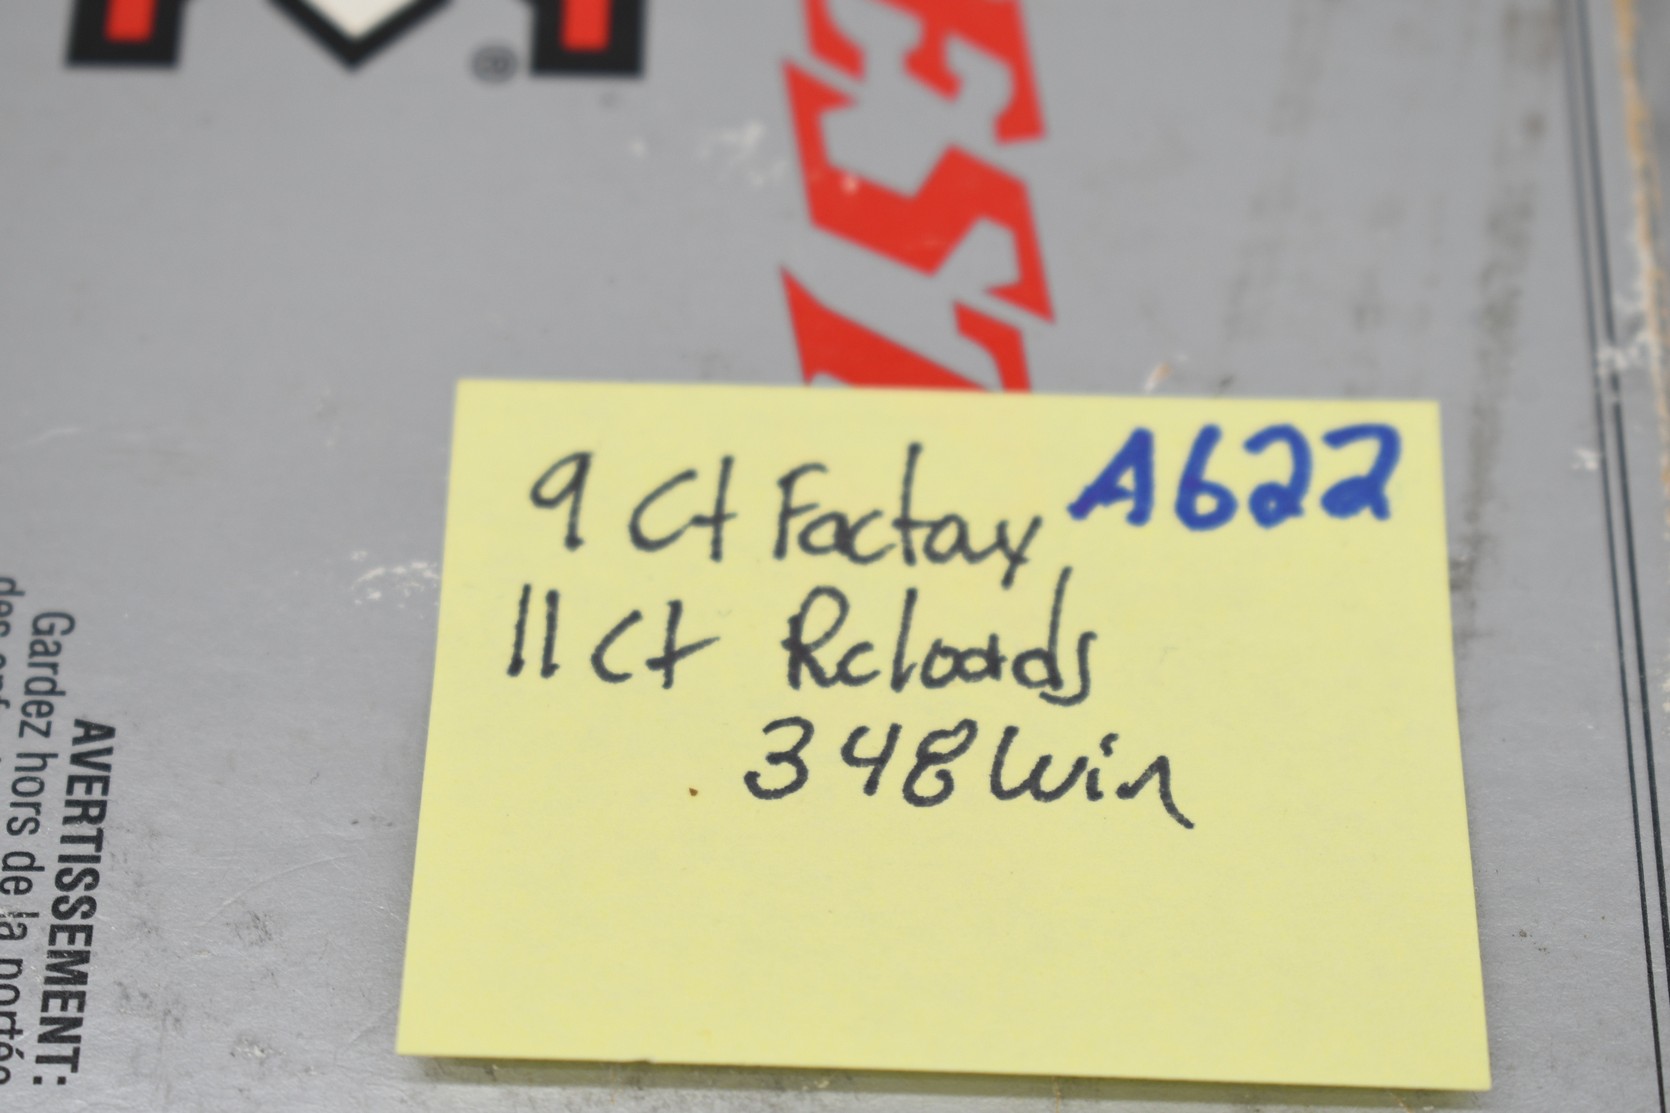 A622
9 Ct Factory
11 Ct Reloads
348 Win
AVERTISSEMENT:
Gardez hors de la portée
®